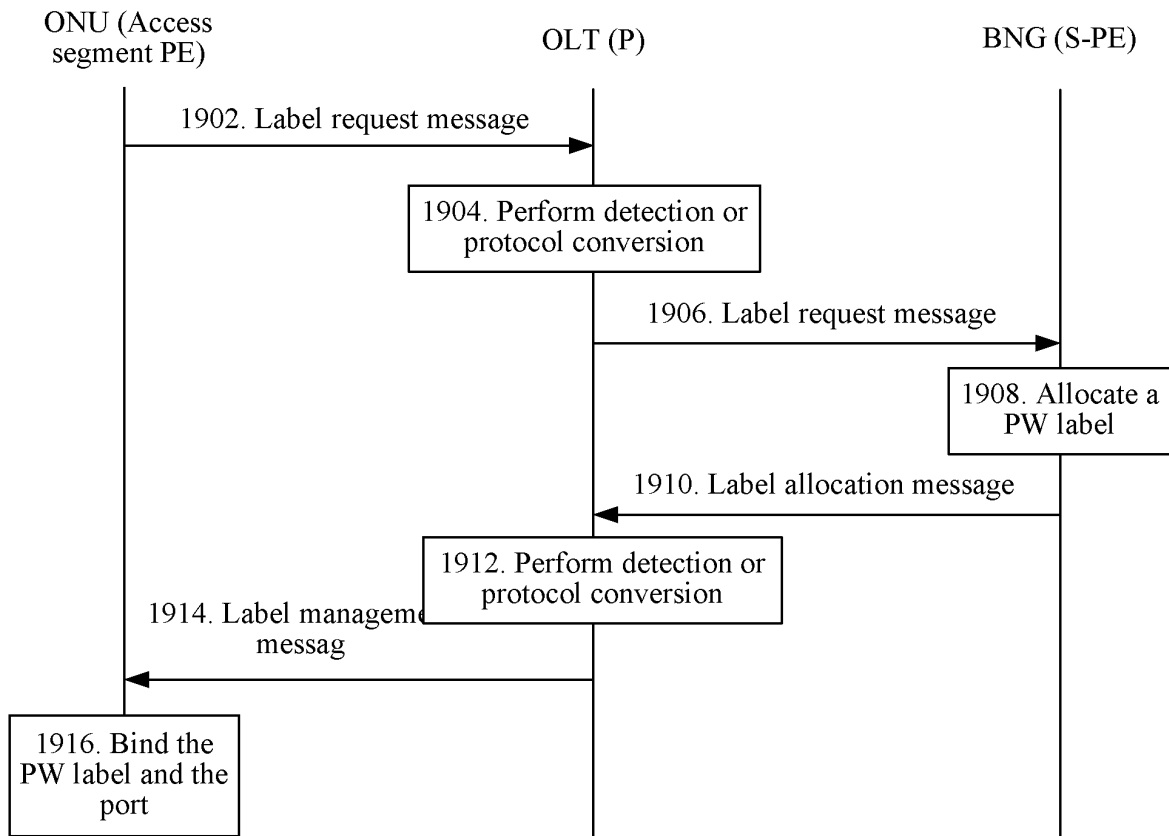 ONU (Access
segment PE)
OLT (P)
BNG (S-PE)
1902. Label request message
1904. Perform detection or
protocol conversion
1906. Label request message
1908. Allocate a
PW label
1910. Label allocation message
1912. Perform detection or
protocol conversion
1914. Label manageme
messag
1916. Bind the
PW label and the
port